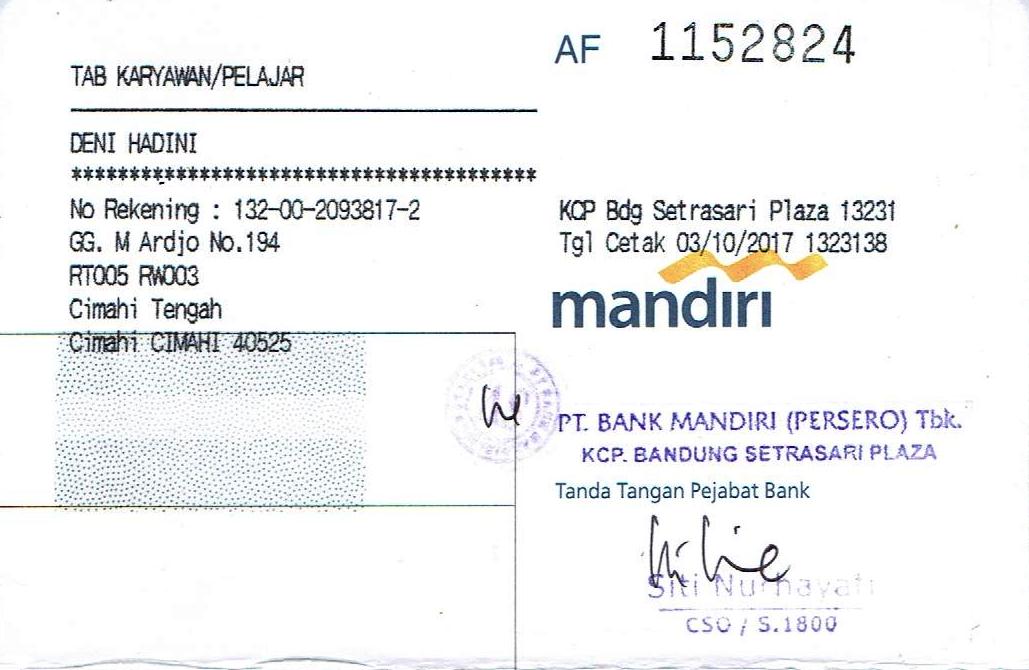 AF 1152824
TAB KARYAWAN/PELAJAR
DENI HADINI
****************************************
No Rekening : 132-00-2093817-2
GG. M Ardjo No.194
RT005 RW003
Cimahi Tengah
Cimahi CIMAHI 40525
KCP Bdg Setrasari Plaza 13231
Tgl Cetak 03/10/2017 1323138
mandiri
PT. BANK MANDIRI (PERSERO) Tbk.
KCP. BANDUNG SETRASARI PLAZA
Tanda Tangan Pejabat Bank
Siti Nurhayati
CSO / S.1800